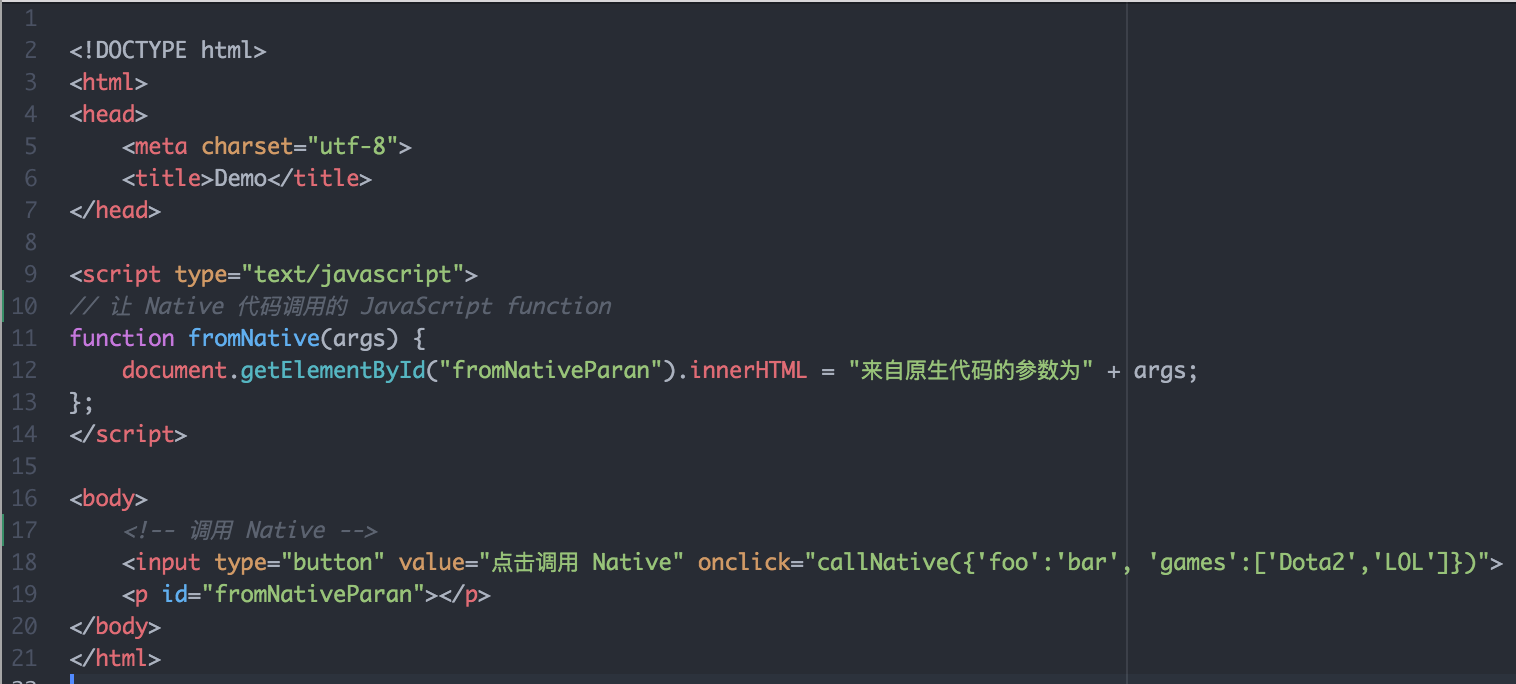 1
2 <!DOCTYPE html>
3 <html>
4 <head>
5     <meta charset="utf-8">
6     <title>Demo</title>
7 </head>
8
9 <script type="text/javascript">
10 // 让 Native 代码调用的 JavaScript function
11 function fromNative(args) {
12     document.getElementById("fromNativeParan").innerHTML = "来自原生代码的参数为" + args;
13 };
14 </script>
15
16 <body>
17     <!-- 调用 Native -->
18     <input type="button" value="点击调用 Native" onclick="callNative({'foo':'bar', 'games':['Dota2','LOL']})">
19     <p id="fromNativeParan"></p>
20 </body>
21 </html>